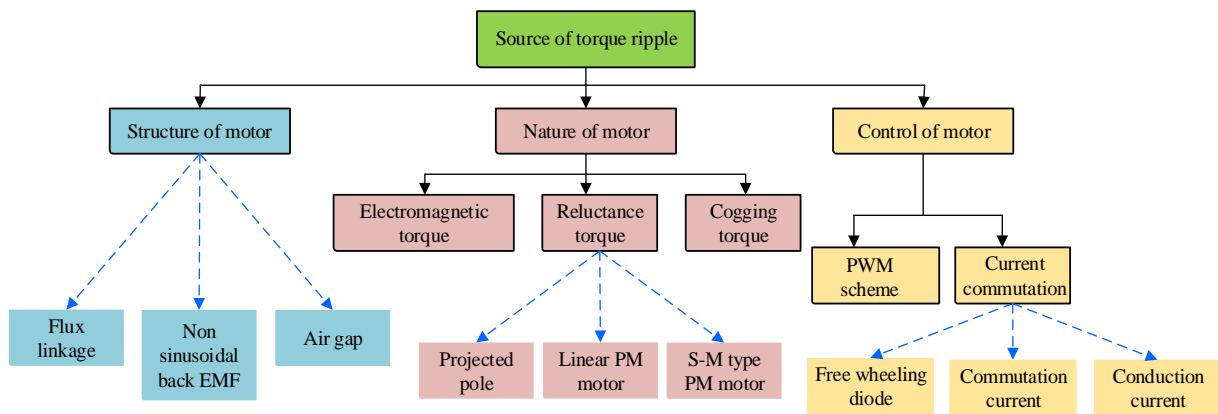 Source of torque ripple
Structure of motor
Nature of motor
Control of motor
Electromagnetic
torque
Reluctance
torque
Cogging
torque
PWM
scheme
Current
commutation
Flux
linkage
Non
sinusoidal
back EMF
Air gap
Projected
pole
Linear PM
motor
S-M type
PM motor
Free wheeling
diode
Commutation
current
Conduction
current